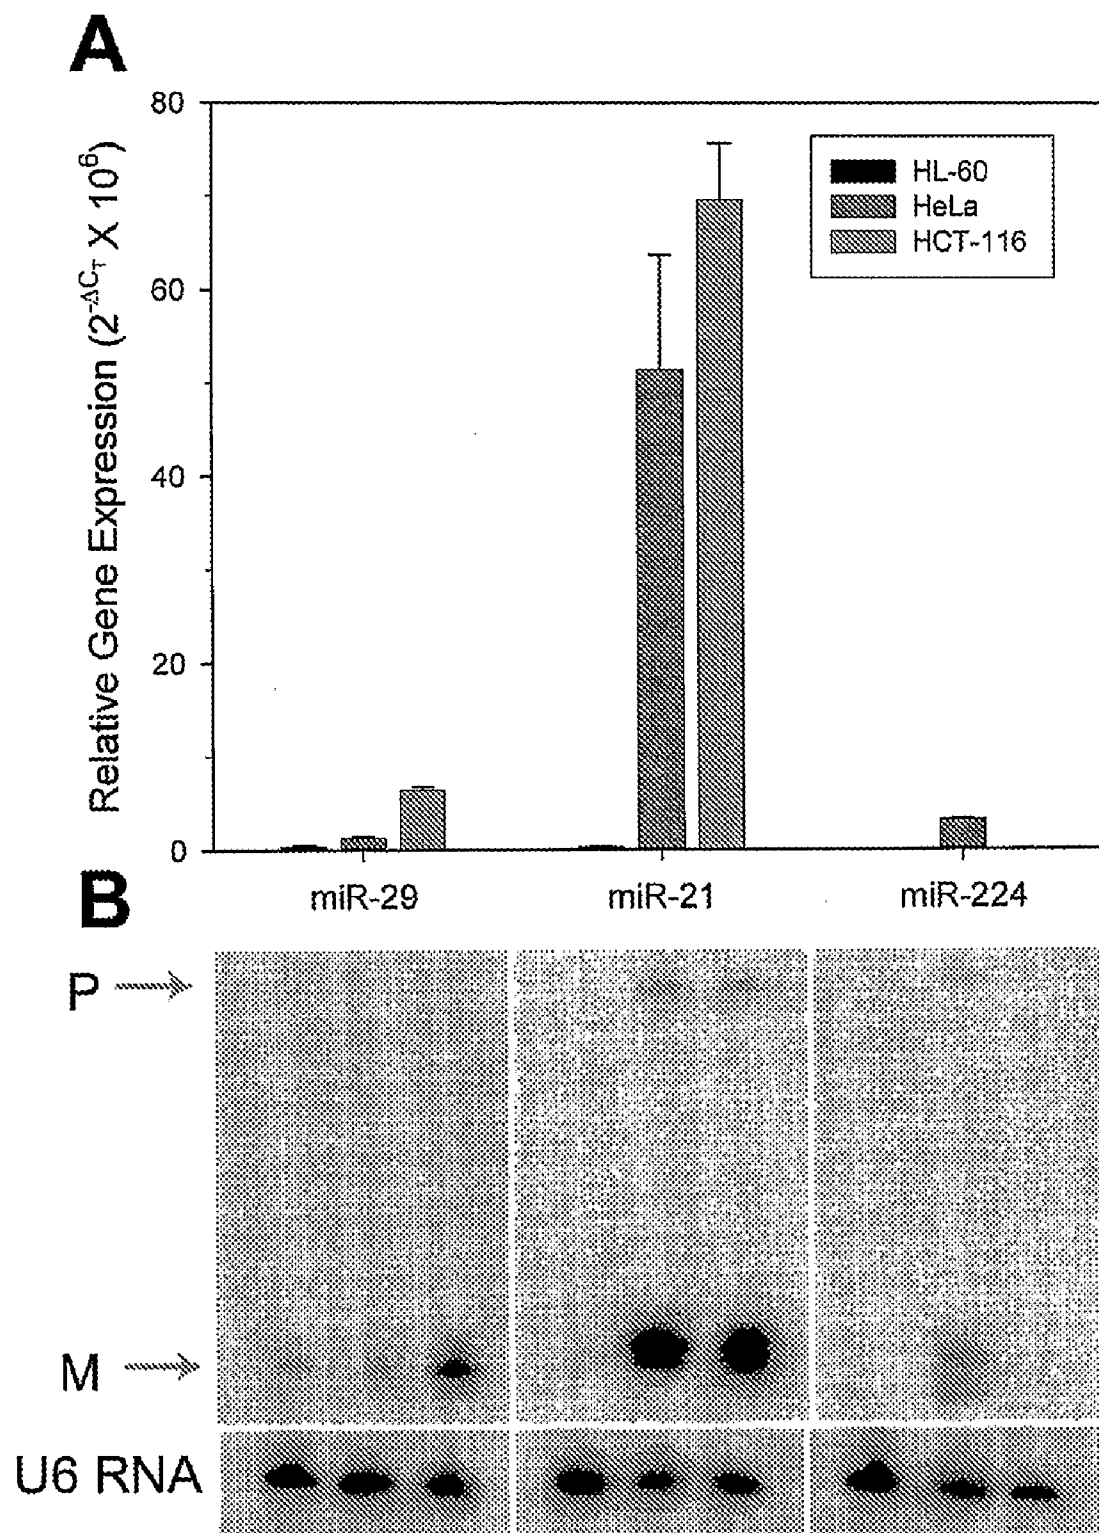 A
80
60
40
20
0
Relative Gene Expression (2^-ΔC_T X 10^6)
HL-60
HeLa
HCT-116
miR-29 miR-21 miR-224
B
P
M
U6 RNA